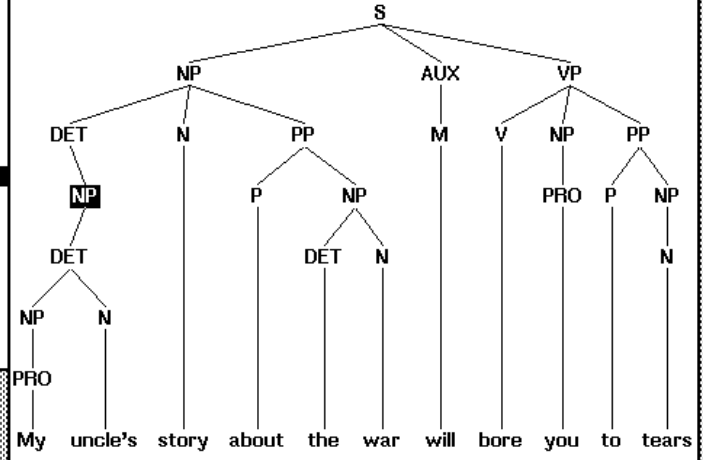 S
NP AUX VP
DET N PP M V NP PP
NP P NP PRO P NP
DET DET N N
NP N
PRO
My uncle's story about the war will bore you to tears